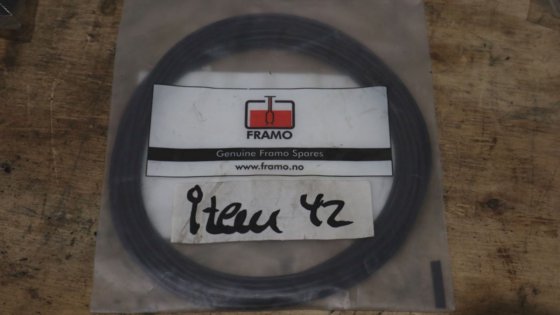 FRAMO
Genuine Framo Spares
www.framo.no
Item 42